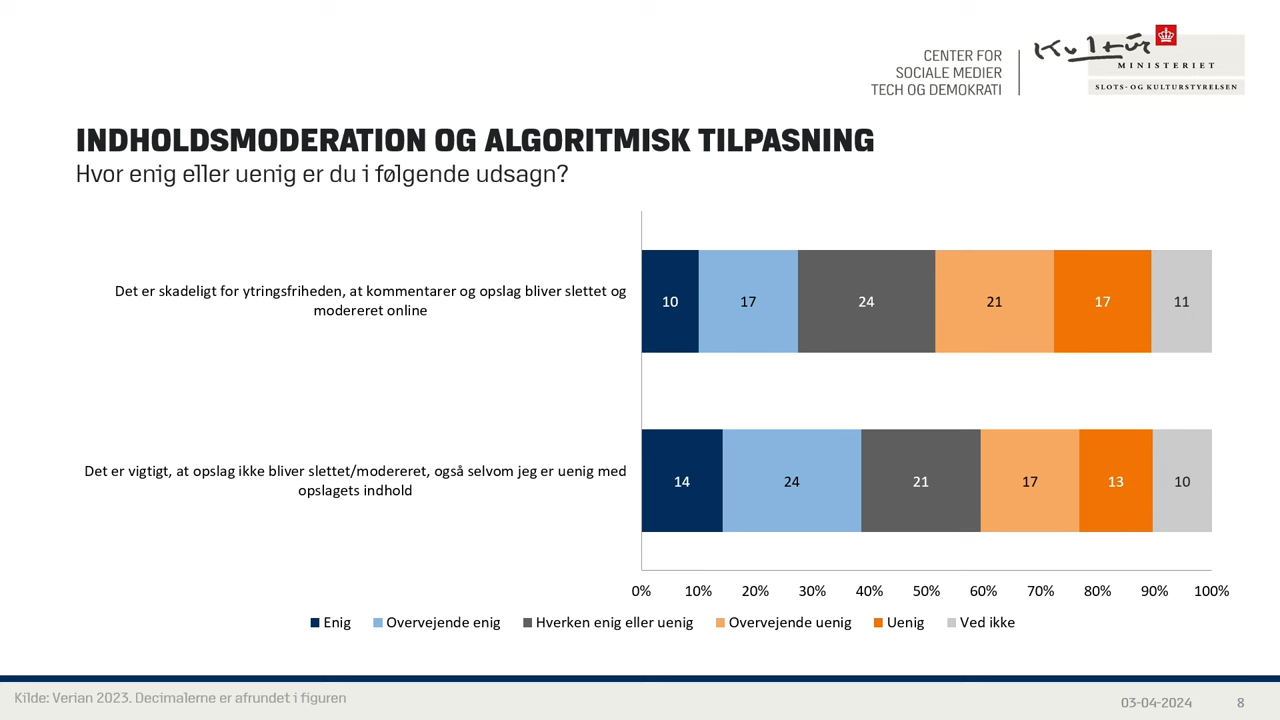 CENTER FOR
SOCIALE MEDIER
TECH OG DEMOKRATI
Kultur
MINISTERIET
SLOTS- OG KULTURSTYRELSEN
INDHOLDSMODERATION OG ALGORITMISK TILPASNING
Hvor enig eller uenig er du i følgende udsagn?
Det er skadeligt for ytringsfriheden, at kommentarer og opslag bliver slettet og
modereret online
10 17 24 21 17 11
Det er vigtigt, at opslag ikke bliver slettet/modereret, også selvom jeg er uenig med
opslagets indhold
14 24 21 17 13 10
0% 10% 20% 30% 40% 50% 60% 70% 80% 90% 100%
Enig Overvejende enig Hverken enig eller uenig Overvejende uenig Uenig Ved ikke
Kilde: Verian 2023. Decimalerne er afrundet i figuren
03-04-2024 8